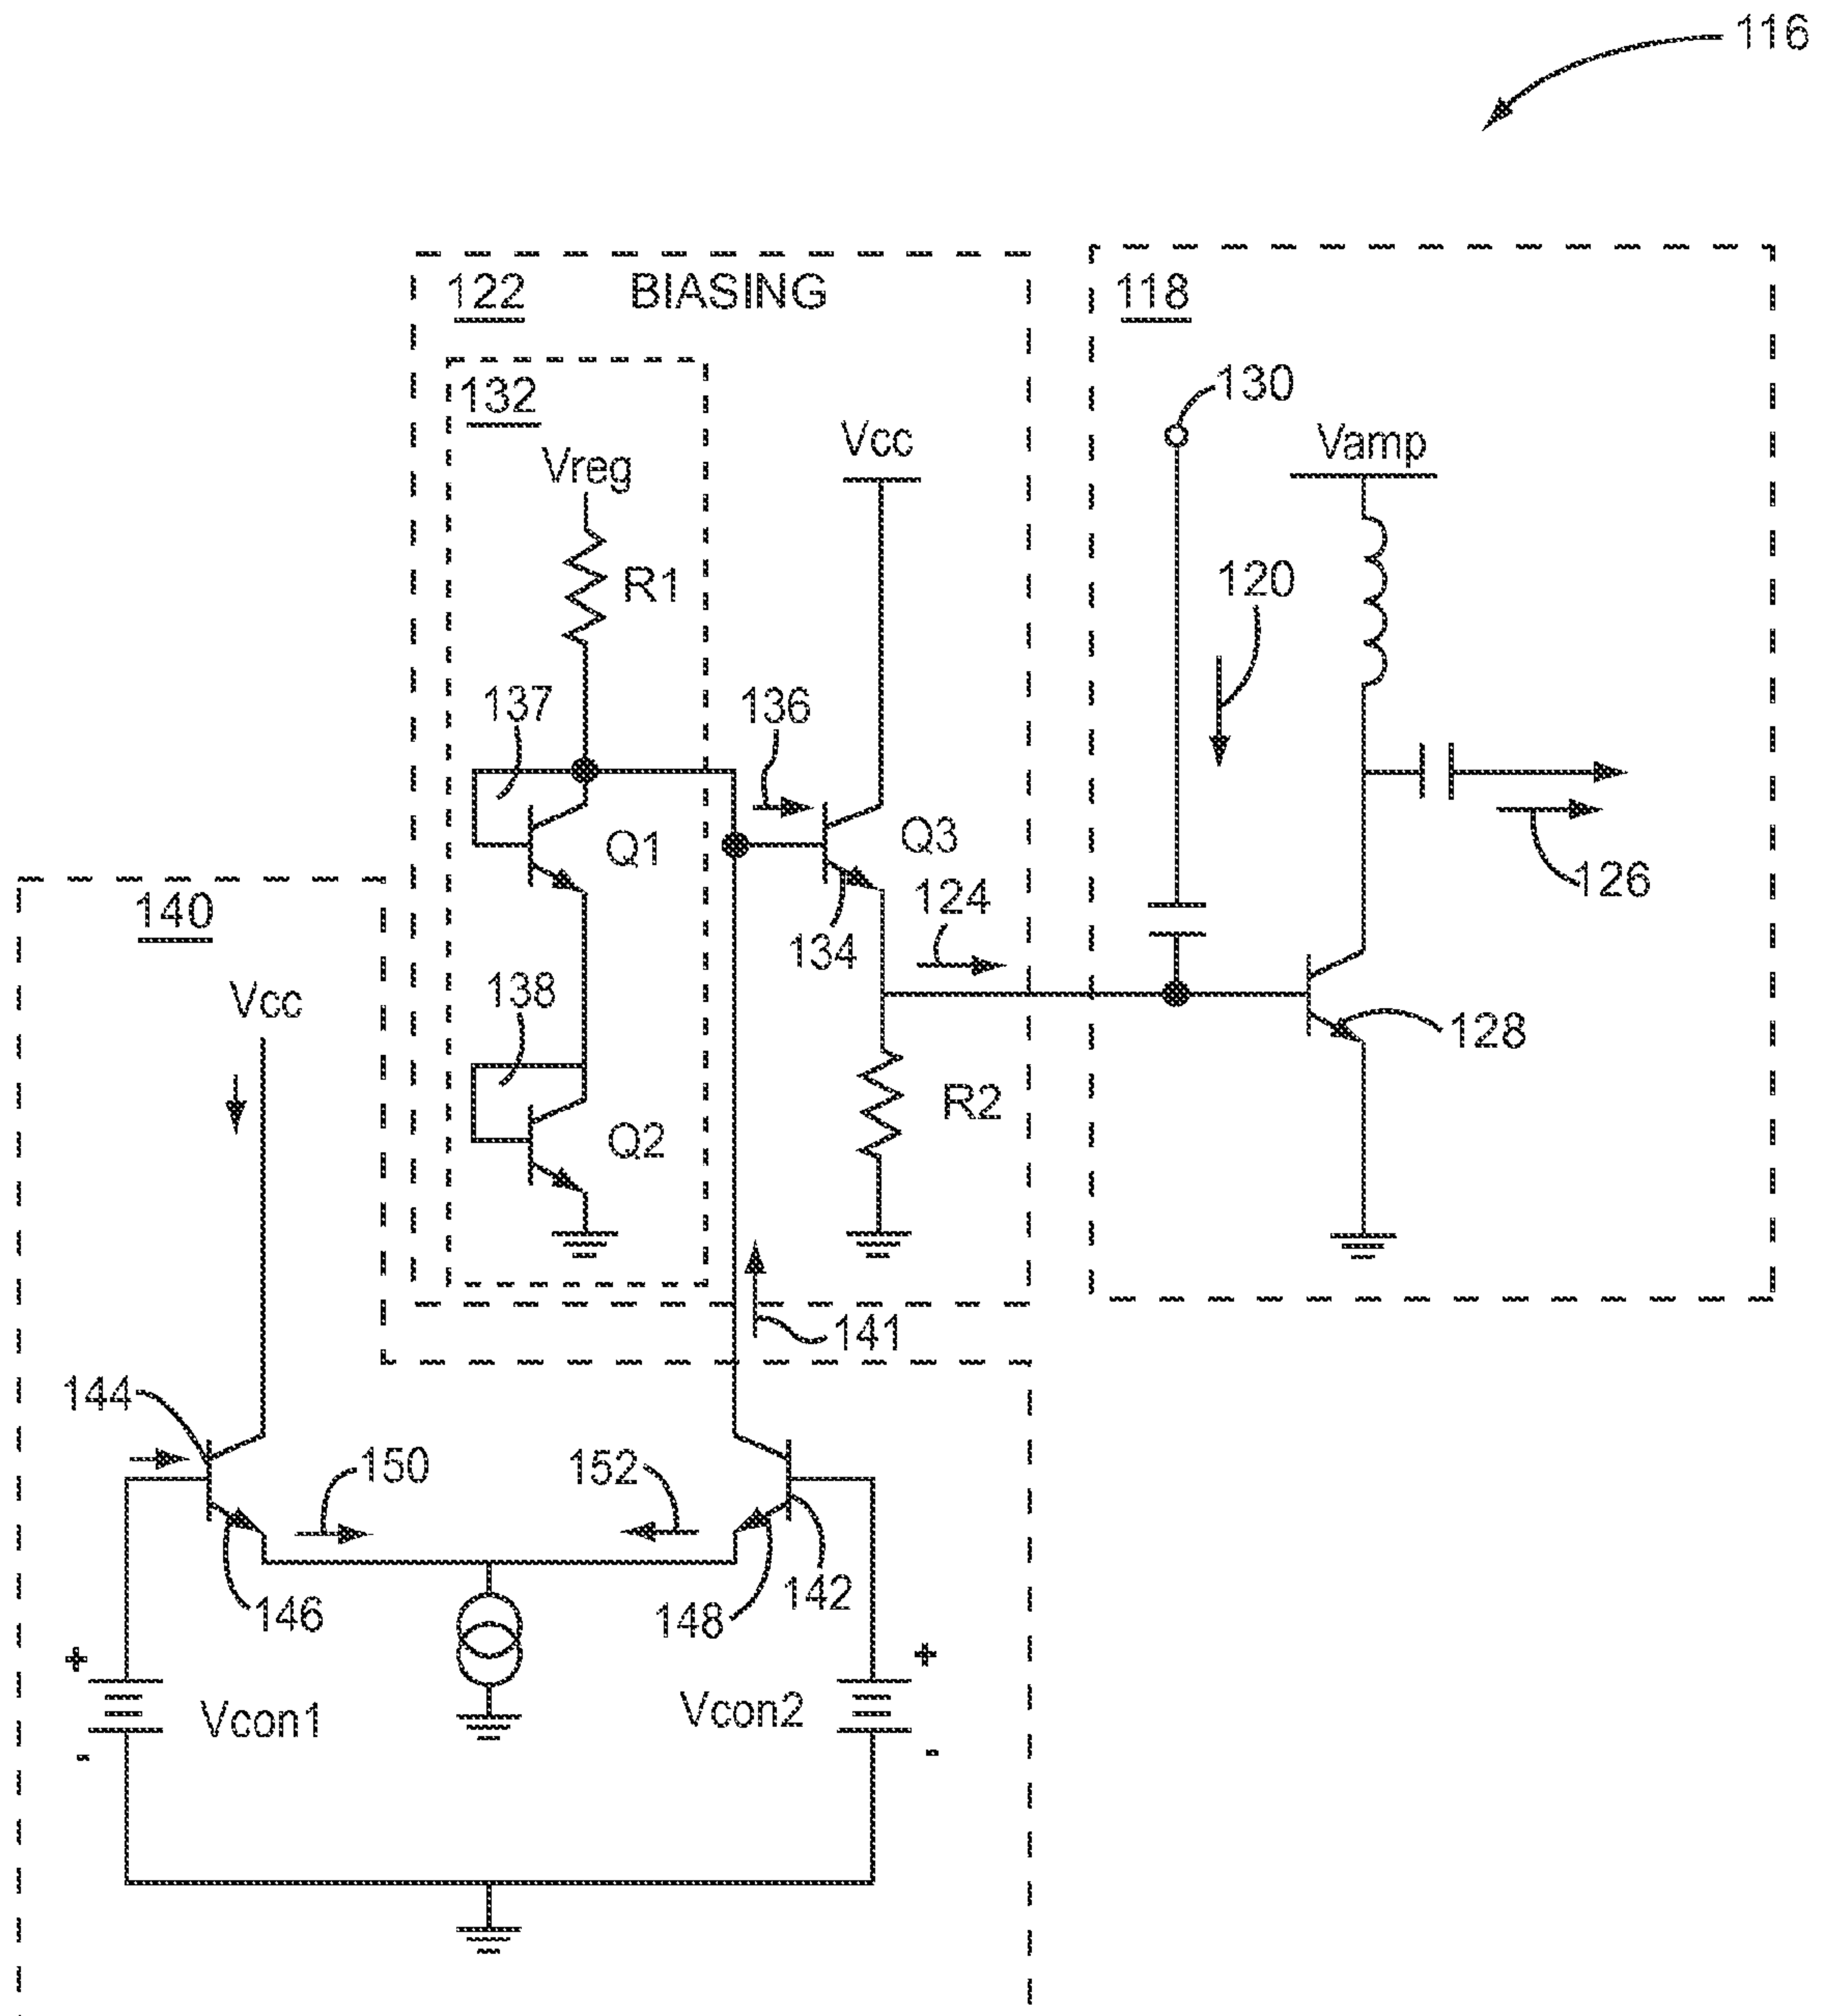 116
122 BIASING
118
132
130
Vreg
Vcc
Vamp
R1
120
137
136
Q1
Q3
126
140
124
134
138
Vcc
128
R2
Q2
141
144
150
152
146
148
142
+
+
Vcon1
Vcon2
-
-